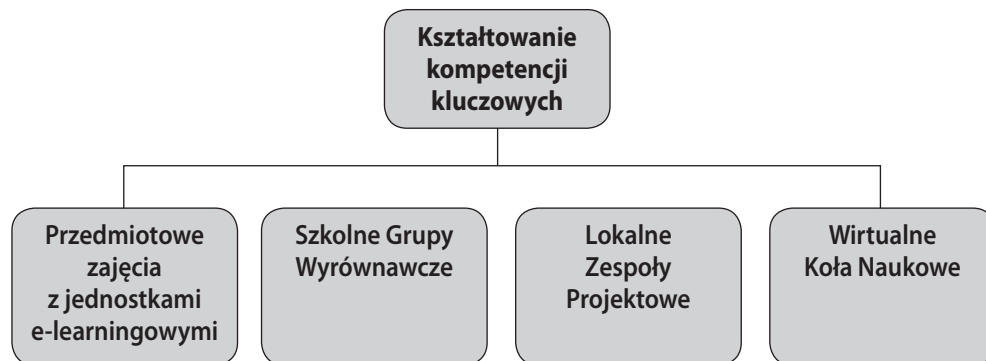 Kształtowanie
kompetencji
kluczowych
Przedmiotowe
zajęcia
z jednostkami
e-learningowymi
Szkolne Grupy
Wyrównawcze
Lokalne
Zespoły
Projektowe
Wirtualne
Koła Naukowe